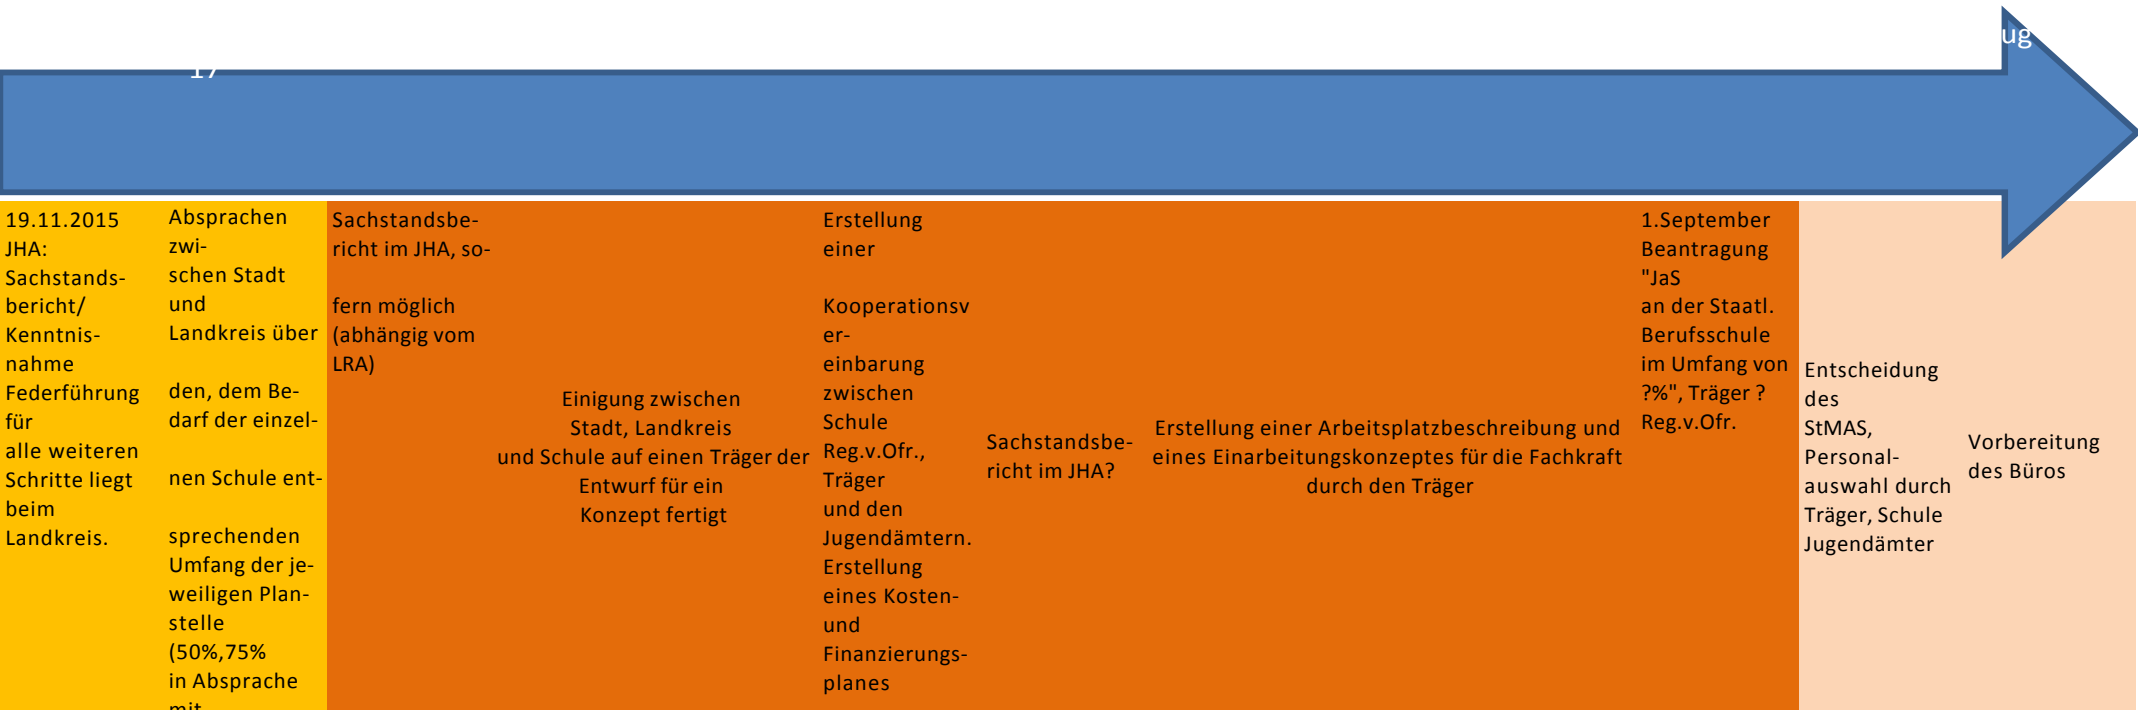 ug
17
19.11.2015
JHA:
Sachstands-
bericht/
Kenntnis-
nahme
Federführung
für
alle weiteren
Schritte liegt
beim
Landkreis.
Absprachen
zwi-
schen Stadt
und
Landkreis über
den, dem Be-
darf der einzel-
nen Schule ent-
sprechenden
Umfang der je-
weiligen Plan-
stelle
(50%,75%
in Absprache
mit
Sachstandsbe-
richt im JHA, so-
fern möglich
(abhängig vom
LRA)
Einigung zwischen
Stadt, Landkreis
und Schule auf einen Träger der
Entwurf für ein
Konzept fertigt
Erstellung
einer
Kooperationsv
er-
einbarung
zwischen
Schule
Reg.v.Ofr.,
Träger
und den
Jugendämtern.
Erstellung
eines Kosten-
und
Finanzierungs-
planes
Sachstandsbe-
richt im JHA?
Erstellung einer Arbeitsplatzbeschreibung und
eines Einarbeitungskonzeptes für die Fachkraft
durch den Träger
1.September
Beantragung
"JaS
an der Staatl.
Berufsschule
im Umfang von
?%", Träger ?
Reg.v.Ofr.
Entscheidung
des
StMAS,
Personal-
auswahl durch
Träger, Schule
Jugendämter
Vorbereitung
des Büros